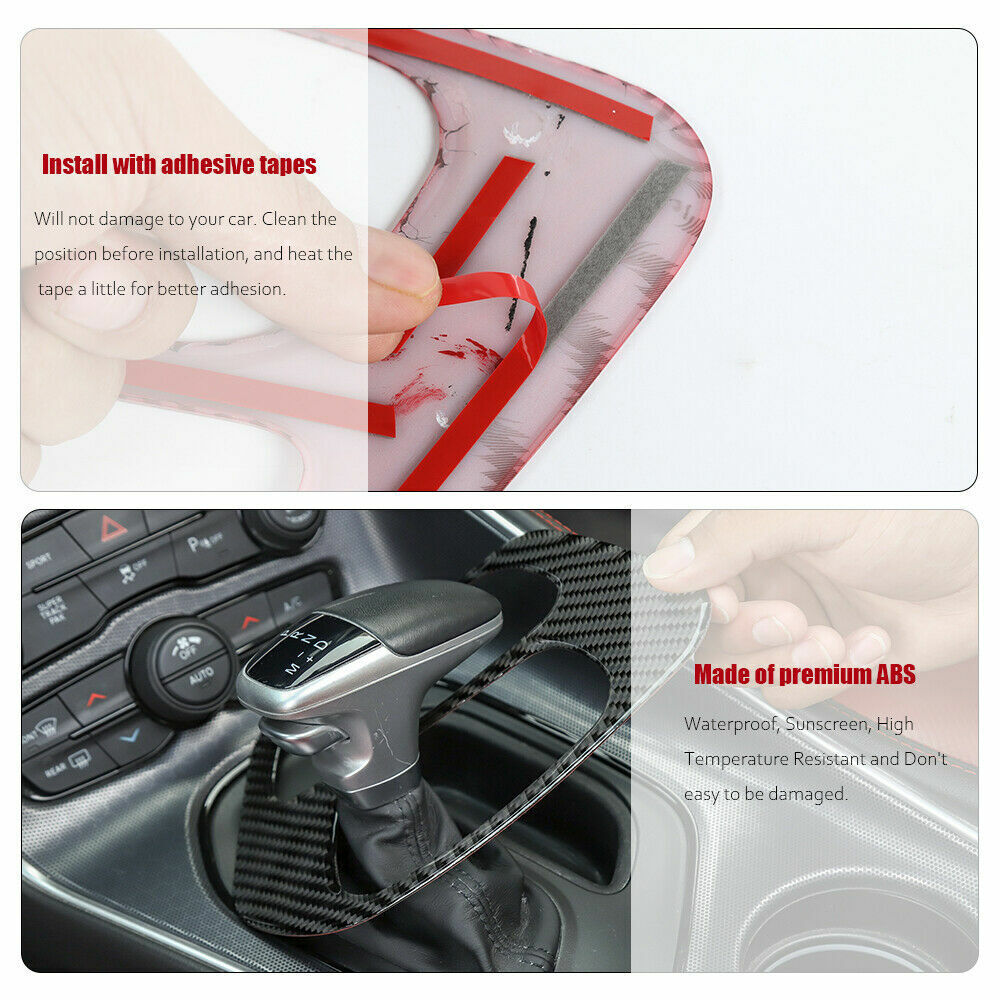 Install with adhesive tapes
Will not damage to your car. Clean the
position before installation, and heat the
tape a little for better adhesion.
SPORT
P OFF
OFF
SUPER
TRACK
PAK
A/C
OFF
AUTO
REAR
R N D
M - +
Made of premium ABS
Waterproof, Sunscreen, High
Temperature Resistant and Don't
easy to be damaged.